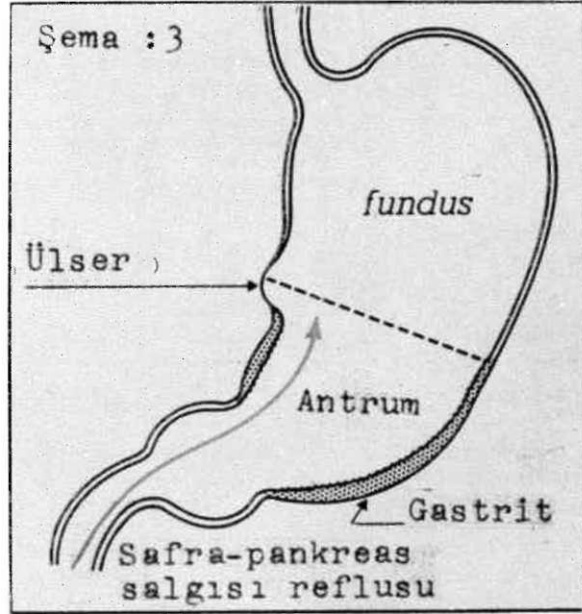 Şema : 3
fundus
Ülser
Antrum
Gastrit
Safra-pankreas
salgısı reflusu